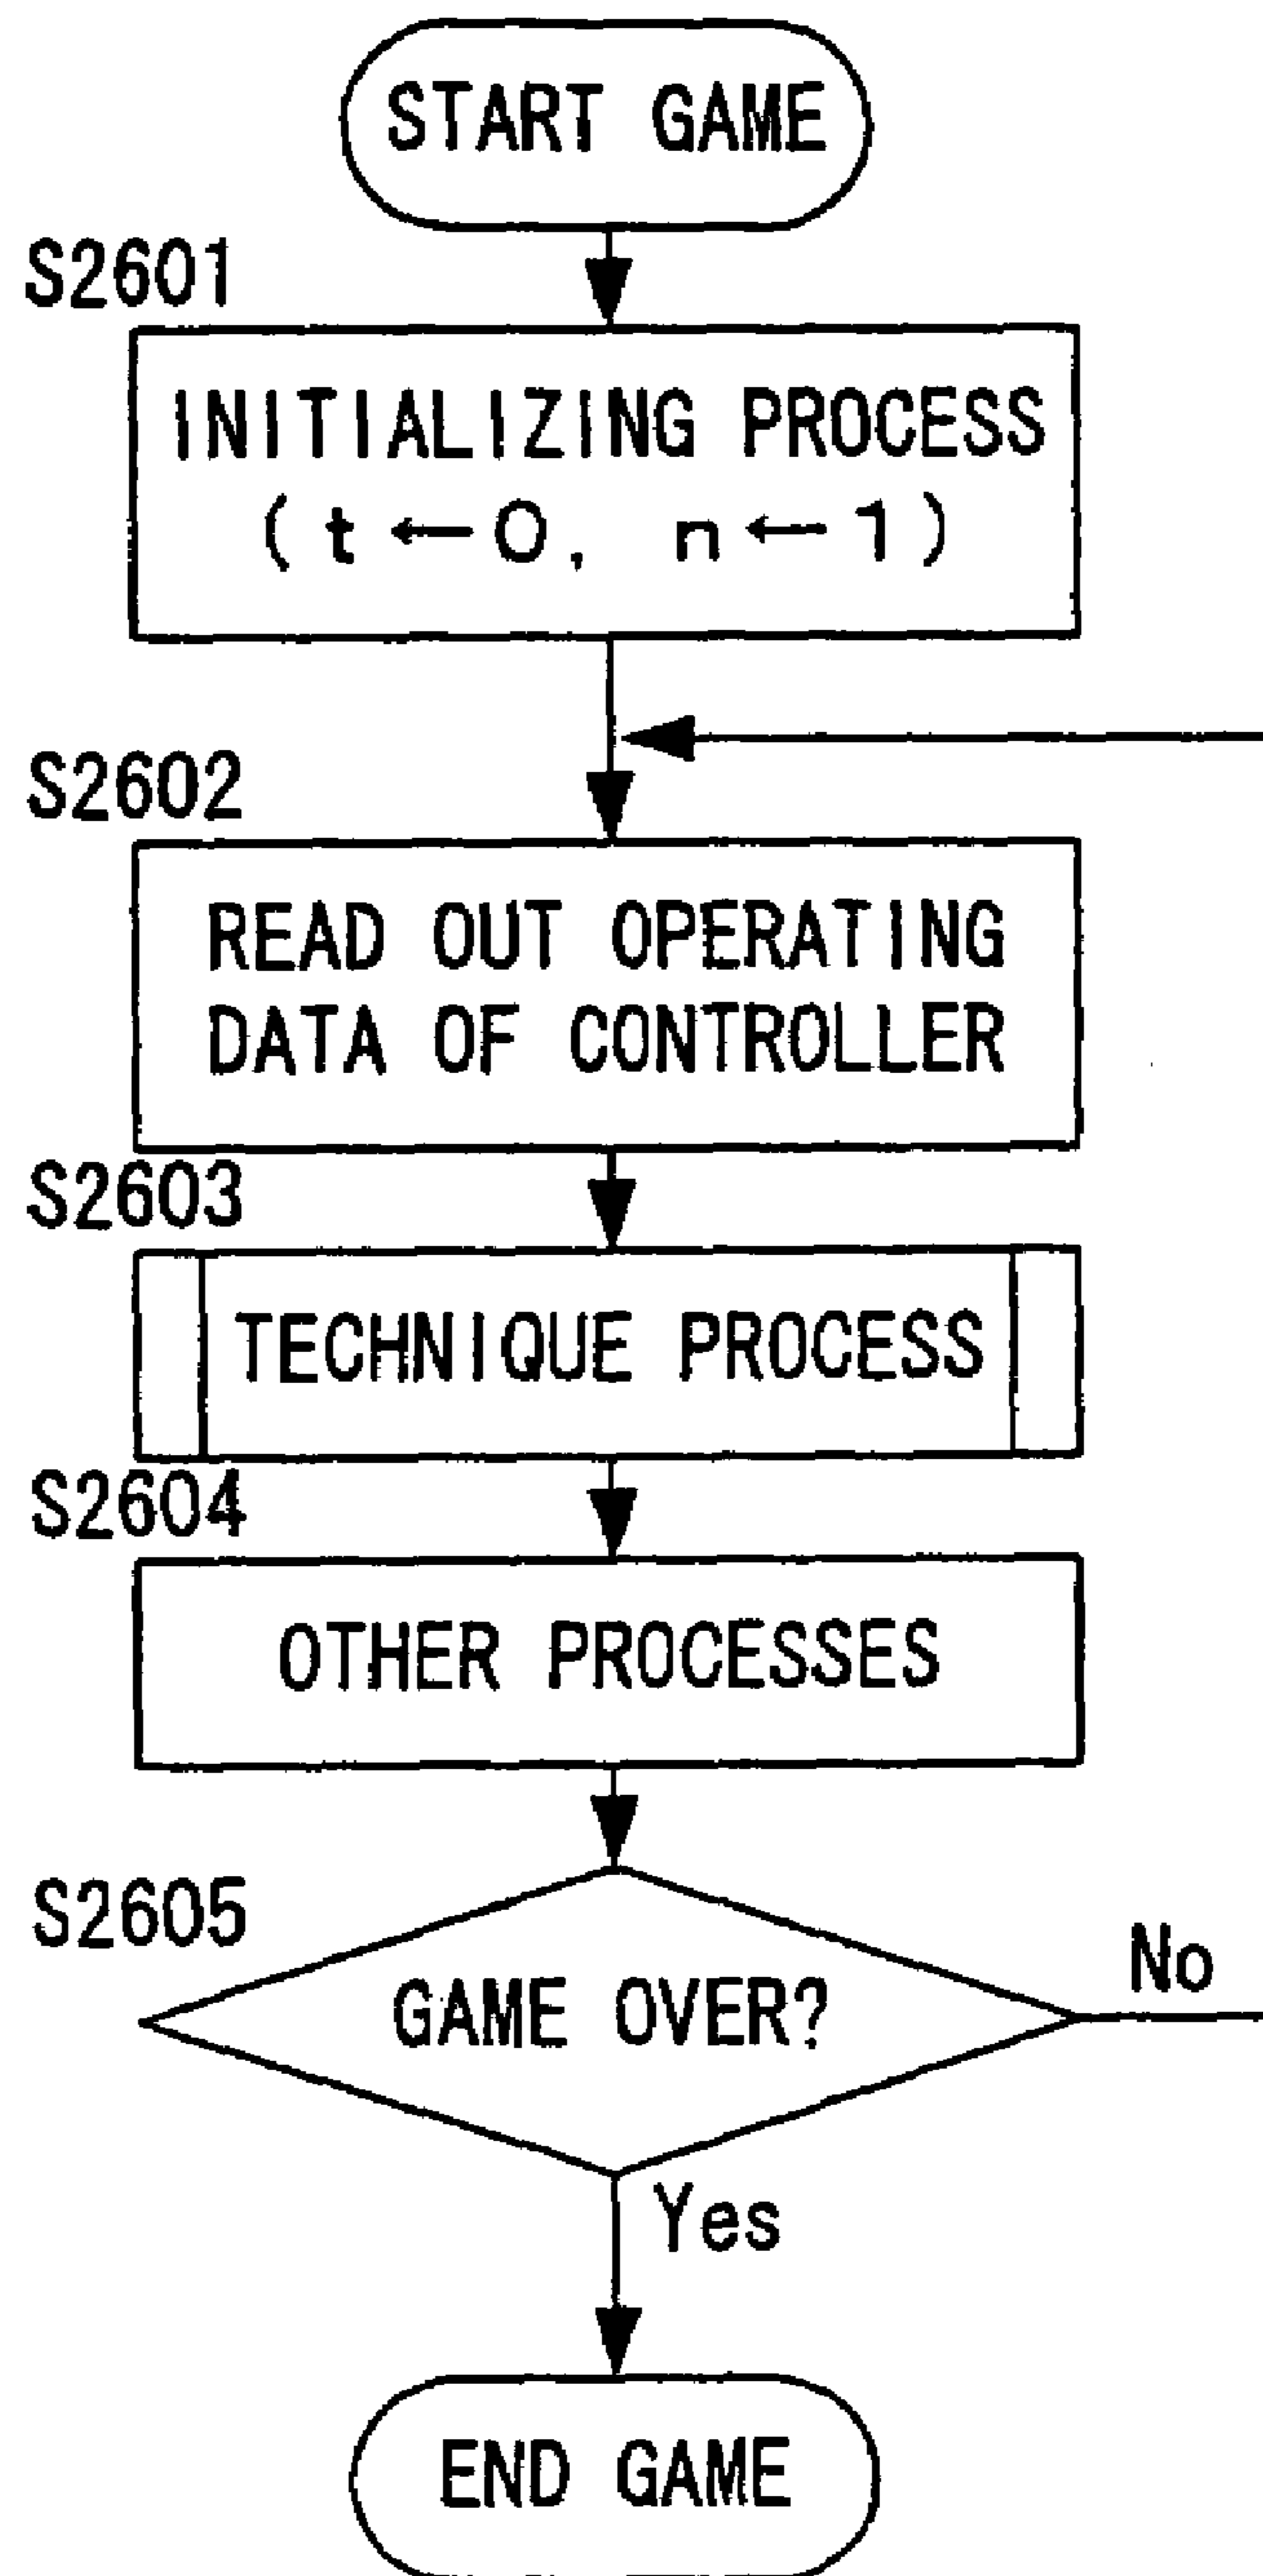 START GAME
S2601
INITIALIZING PROCESS
(t←0, n←1)
S2602
READ OUT OPERATING
DATA OF CONTROLLER
S2603
TECHNIQUE PROCESS
S2604
OTHER PROCESSES
S2605
GAME OVER?
No
Yes
END GAME